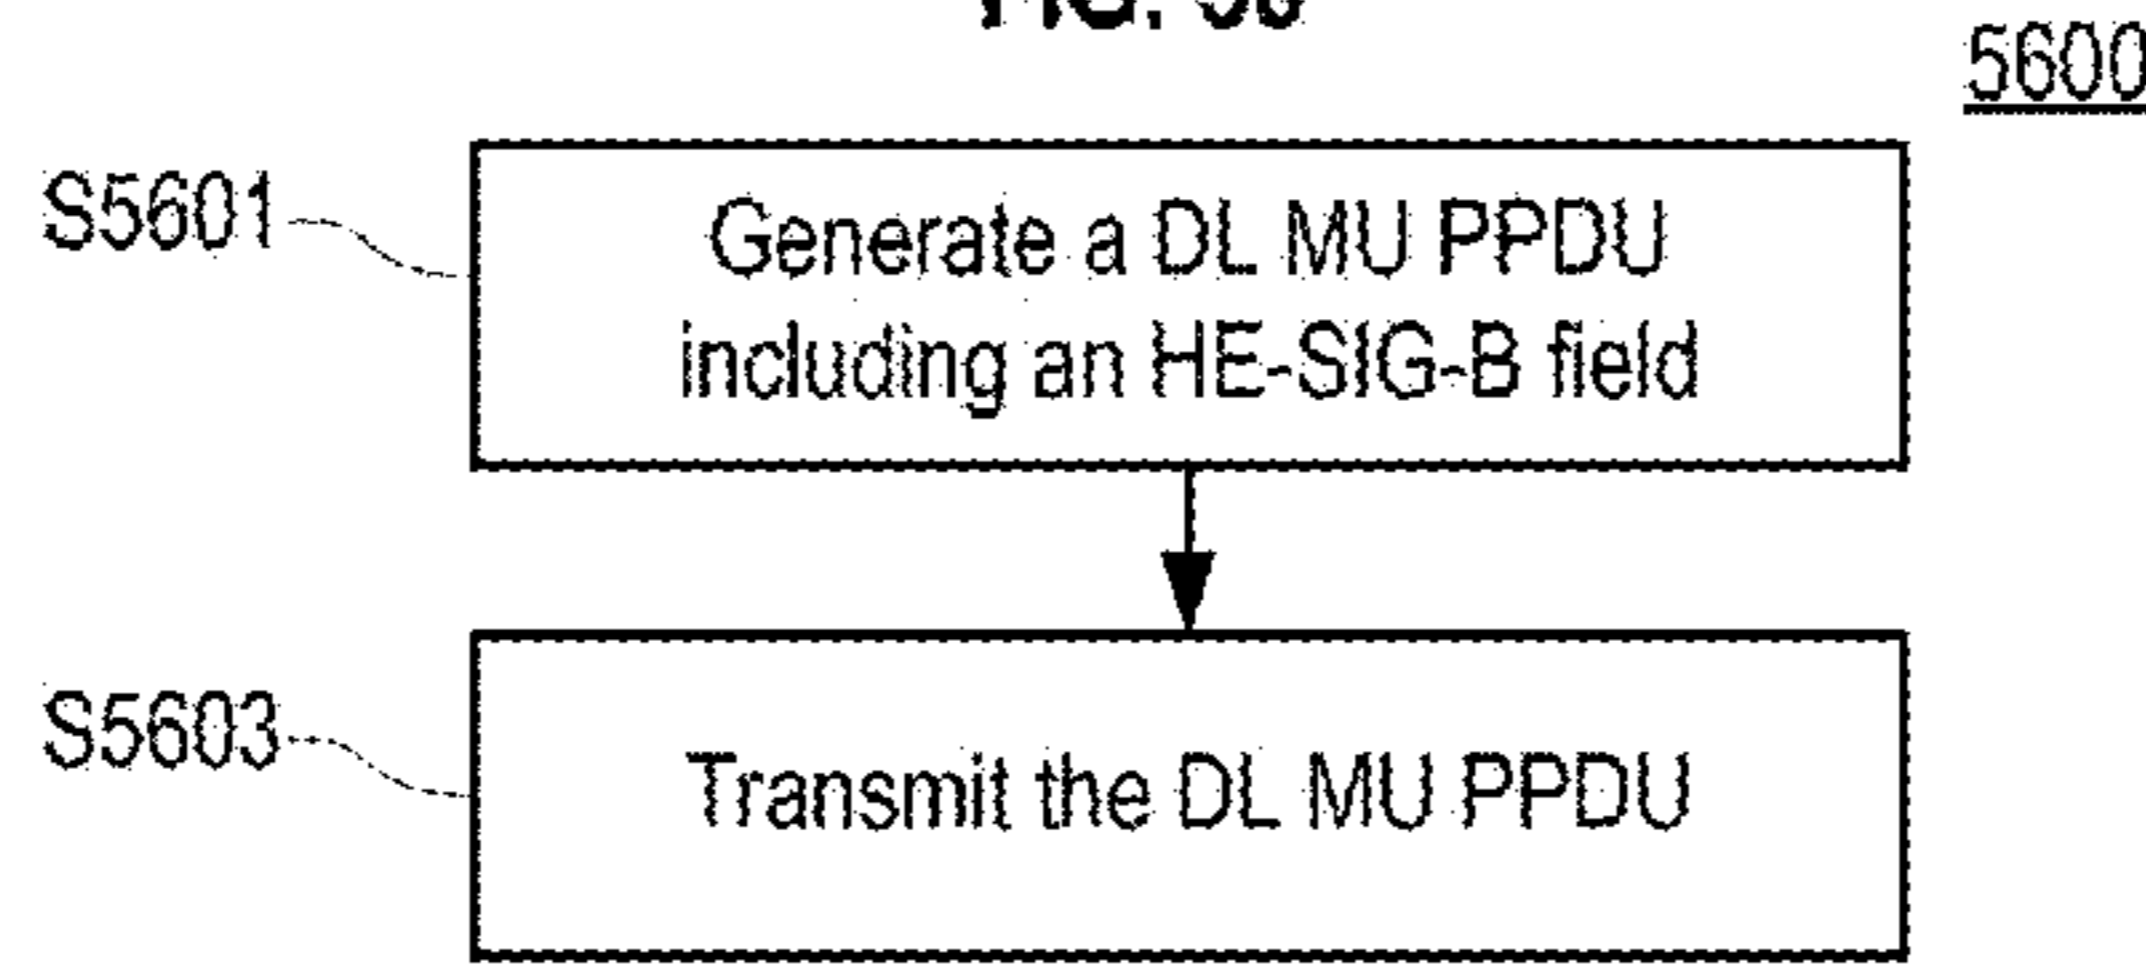 5600
S5601
Generate a DL MU PPDU
including an HE-SIG-B field
S5603
Transmit the DL MU PPDU